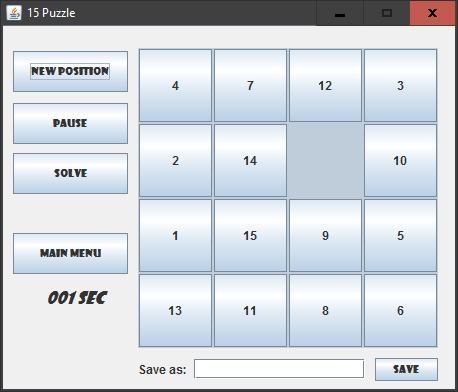 15 Puzzle
NEW POSITION
PAUSE
SOLVE
MAIN MENU
001 SEC
4 7 12 3
2 14 10
1 15 9 5
13 11 8 6
Save as: SAVE